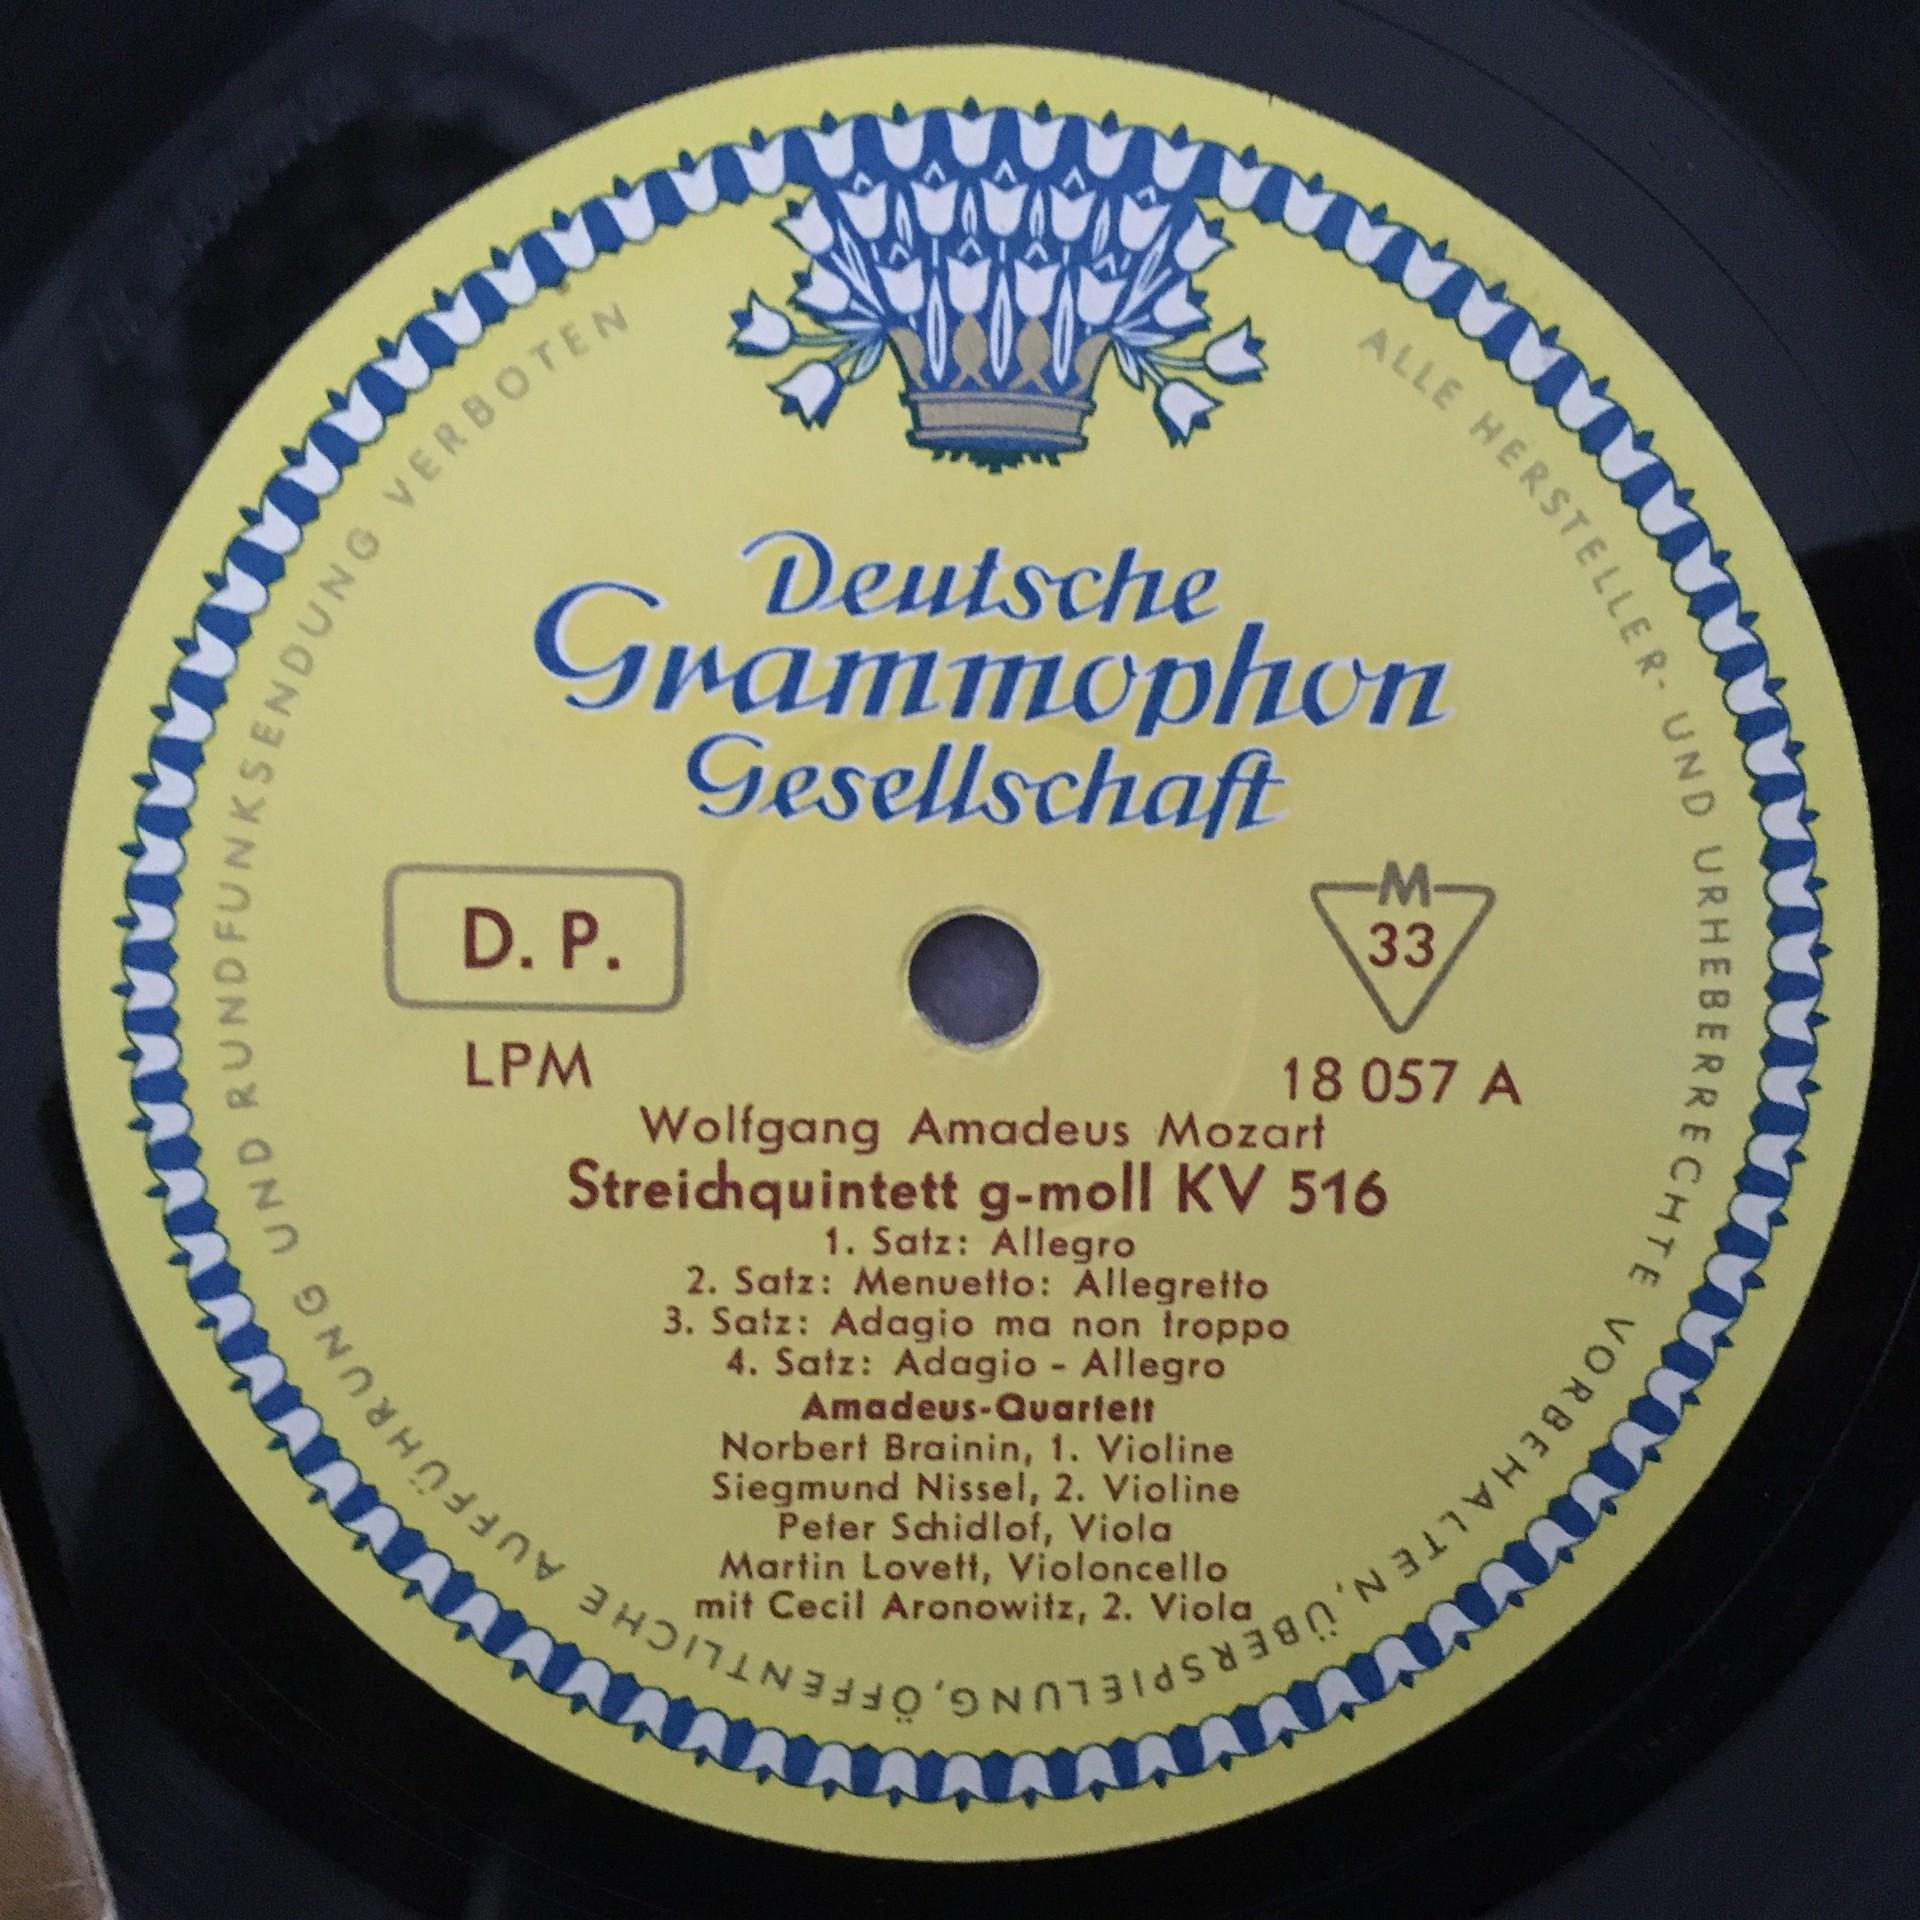 Deutsche
Grammophon
Gesellschaft
D. P.
M
33
LPM
18 057 A
Wolfgang Amadeus Mozart
Streichquintett g-moll KV 516
1. Satz: Allegro
2. Satz: Menuetto: Allegretto
3. Satz: Adagio ma non troppo
4. Satz: Adagio - Allegro
Amadeus-Quartett
Norbert Brainin, 1. Violine
Siegmund Nissel, 2. Violine
Peter Schidlof, Viola
Martin Lovett, Violoncello
mit Cecil Aronowitz, 2. Viola
ALLE HERSTELLER- UND URHEBERRECHTE VORBEHALTEN, ÜBERSPIELUNG, ÖFFENTLICHE AUFFÜHRUNG UND RUNDFUNKSENDUNG VERBOTEN